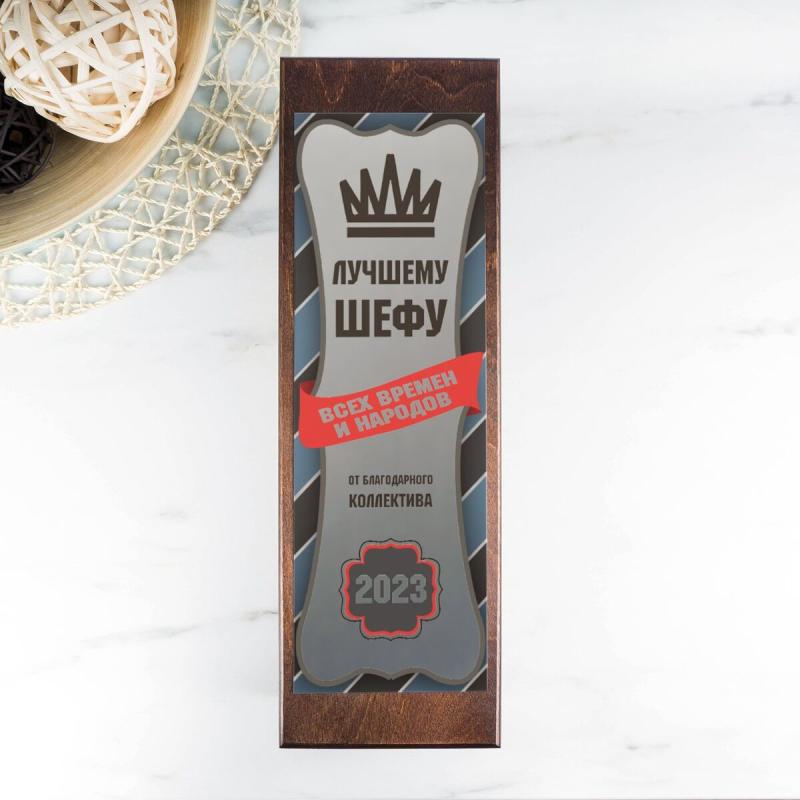 ЛУЧШЕМУ
ШЕФУ
ВСЕХ ВРЕМЕН
И НАРОДОВ
ОТ БЛАГОДАРНОГО
КОЛЛЕКТИВА
2023